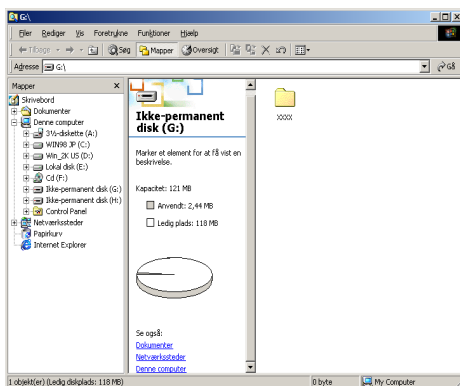 G:\
Filer Rediger Vis Foretrukne Funktioner Hjælp
Tilbage Søg Mapper Oversigt
Adresse G:\ Gå
Mapper
Skrivebord
Dokumenter
Denne computer
3½-diskette (A:)
WIN98 JP (C:)
Win_2K US (D:)
Lokal disk (E:)
Cd (F:)
Ikke-permanent disk (G:)
Ikke-permanent disk (H:)
Control Panel
Netværkssteder
Papirkurv
Internet Explorer
Ikke-permanent
disk (G:)
Marker et element for at få vist en
beskrivelse.
Kapacitet: 121 MB
Anvendt: 2,44 MB
Ledig plads: 118 MB
Se også:
Dokumenter
Netværkssteder
Denne computer
xxxx
1 objekt(er) (Ledig diskplads: 118 MB) 0 byte My Computer